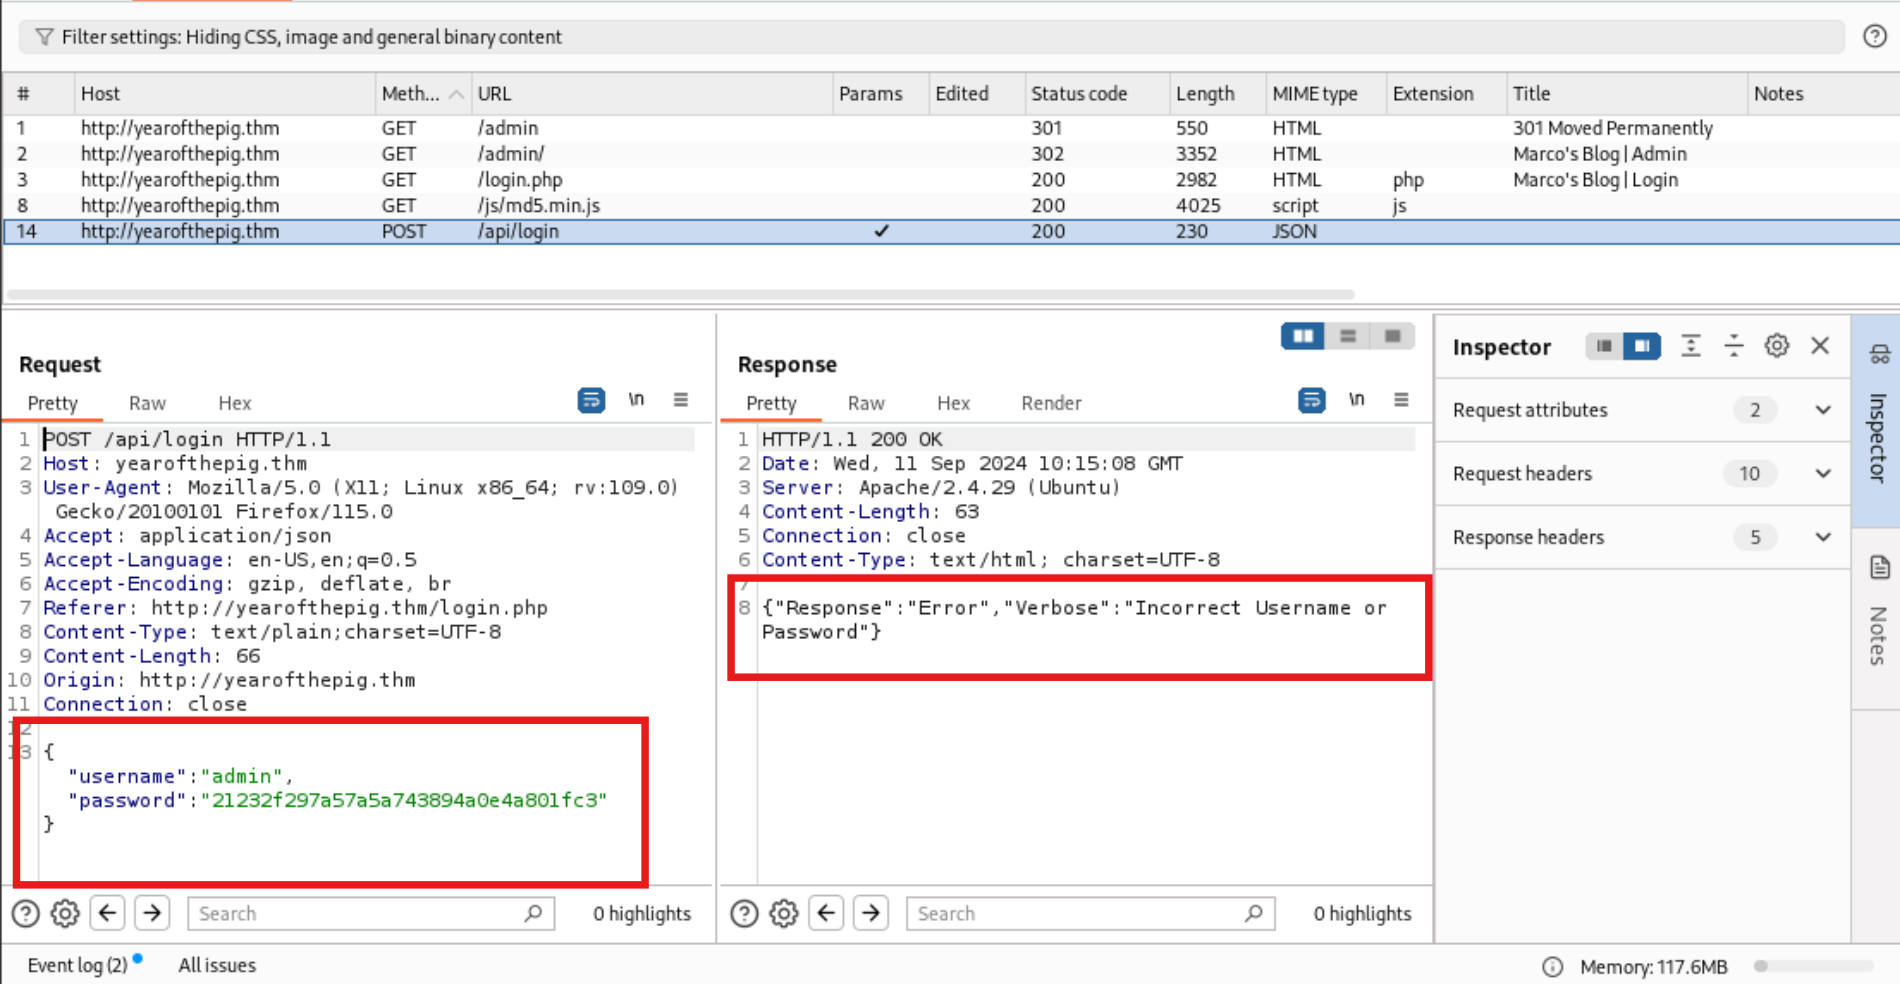 Filter settings: Hiding CSS, image and general binary content
# Host Meth... URL Params Edited Status code Length MIME type Extension Title Notes
1 http://yearofthepig.thm GET /admin 301 550 HTML 301 Moved Permanently
2 http://yearofthepig.thm GET /admin/ 302 3352 HTML Marco's Blog | Admin
3 http://yearofthepig.thm GET /login.php 200 2982 HTML php Marco's Blog | Login
8 http://yearofthepig.thm GET /js/md5.min.js 200 4025 script js
14 http://yearofthepig.thm POST /api/login ✓ 200 230 JSON
Request
Pretty Raw Hex \n
1 POST /api/login HTTP/1.1
2 Host: yearofthepig.thm
3 User-Agent: Mozilla/5.0 (X11; Linux x86_64; rv:109.0)
Gecko/20100101 Firefox/115.0
4 Accept: application/json
5 Accept-Language: en-US,en;q=0.5
6 Accept-Encoding: gzip, deflate, br
7 Referer: http://yearofthepig.thm/login.php
8 Content-Type: text/plain;charset=UTF-8
9 Content-Length: 66
10 Origin: http://yearofthepig.thm
11 Connection: close
12
13 {
"username":"admin",
"password":"21232f297a57a5a743894a0e4a801fc3"
}
Search 0 highlights
Response
Pretty Raw Hex Render \n
1 HTTP/1.1 200 OK
2 Date: Wed, 11 Sep 2024 10:15:08 GMT
3 Server: Apache/2.4.29 (Ubuntu)
4 Content-Length: 63
5 Connection: close
6 Content-Type: text/html; charset=UTF-8
7
8 {"Response":"Error","Verbose":"Incorrect Username or
Password"}
Search 0 highlights
Inspector
Request attributes 2
Request headers 10
Response headers 5
Inspector
Notes
Event log (2) All issues Memory: 117.6MB